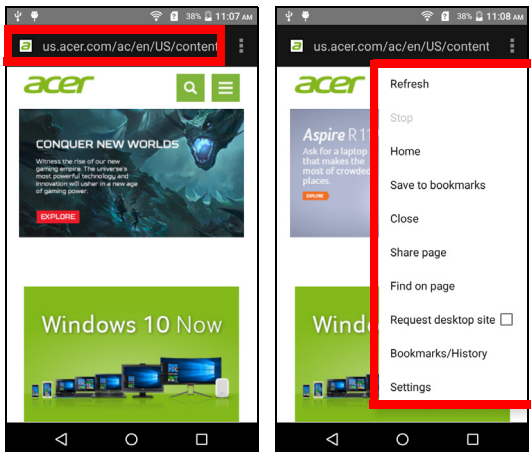 38% 11:07 AM
us.acer.com/ac/en/US/content
acer
CONQUER NEW WORLDS
Witness the rise of our new
gaming empire. The universe's
most powerful technology and
innovation will usher in a new age
of gaming power.
EXPLORE
Windows 10 Now
38% 11:08 AM
us.acer.com/ac/en/US/content
acer
Aspire R 11
Ask for a laptop
that makes the
most of crowded
places.
EXPLORE
Windo
Refresh
Stop
Home
Save to bookmarks
Close
Share page
Find on page
Request desktop site
Bookmarks/History
Settings